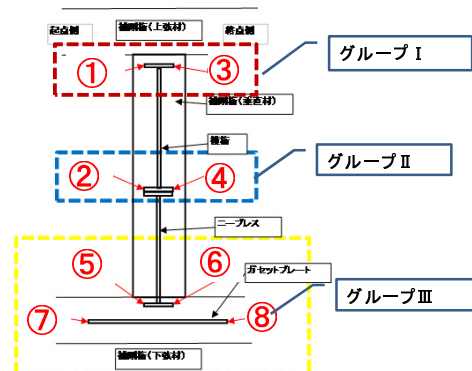 補剛桁(上弦材)
起点側
終点側
グループⅠ
①
③
補剛桁(垂直材)
横桁
グループⅡ
②
④
ニーブレス
⑤
⑥
ガセットプレート
グループⅢ
⑦
⑧
補剛桁(下弦材)